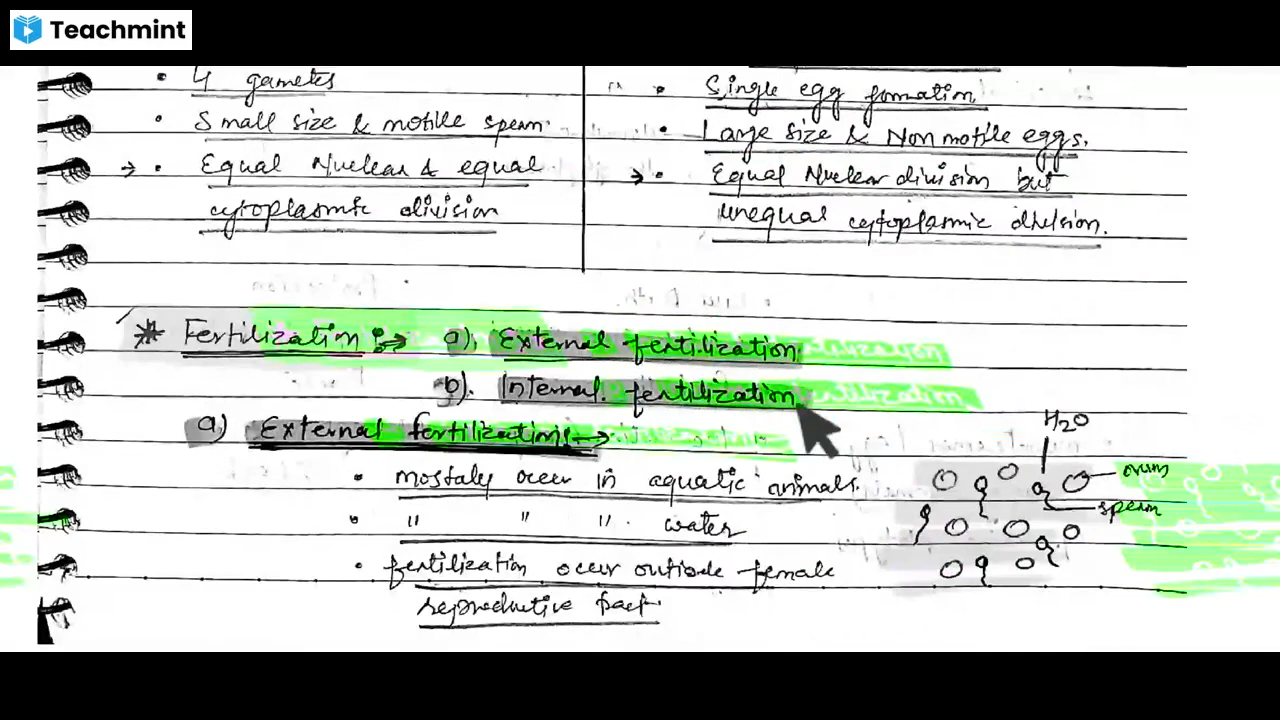 Teachmint
4 gametes
Small size & motile sperm
→ • Equal Nuclear & equal
cytoplasmic division
Single egg formation
Large size & Non motile eggs.
→ • Equal Nuclear division but
unequal cytoplasmic division.
* Fertilization :→ a). External fertilization
b). Internal fertilization
a) External fertilization:→
• mostaly occur in aquatic animals.
• " " " water
• fertilization occur outside female
reproductive part.
H2O
ovum
sperm